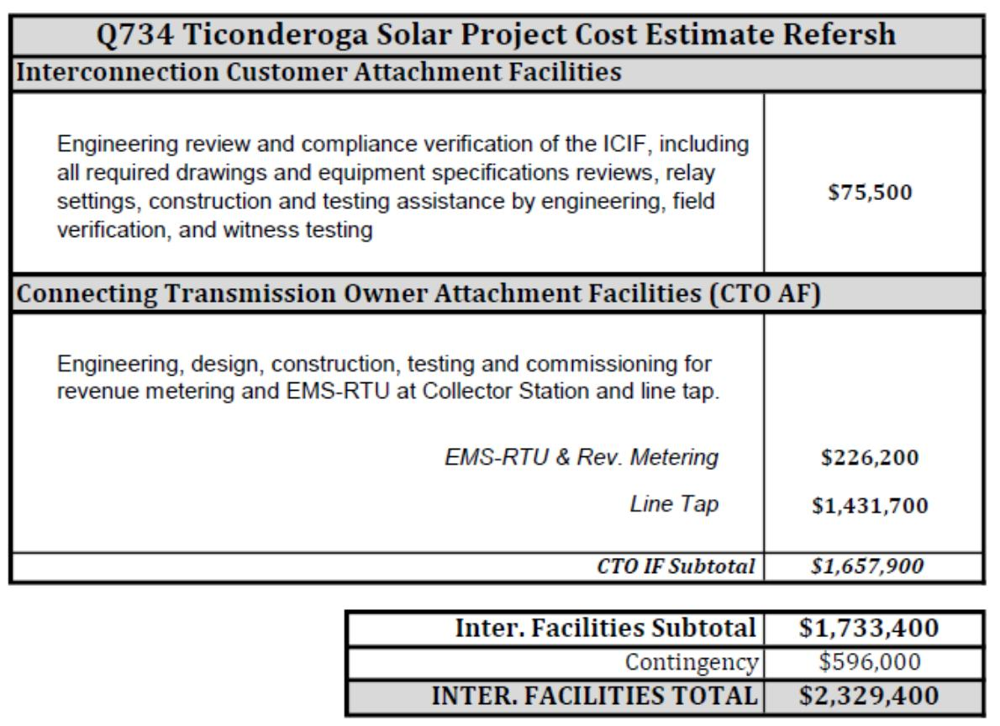 Q734 Ticonderoga Solar Project Cost Estimate Refersh
Interconnection Customer Attachment Facilities
Engineering review and compliance verification of the ICIF, including
all required drawings and equipment specifications reviews, relay
settings, construction and testing assistance by engineering, field
verification, and witness testing
$75,500
Connecting Transmission Owner Attachment Facilities (CTO AF)
Engineering, design, construction, testing and commissioning for
revenue metering and EMS-RTU at Collector Station and line tap.
EMS-RTU & Rev. Metering $226,200
Line Tap $1,431,700
CTO IF Subtotal $1,657,900
Inter. Facilities Subtotal $1,733,400
Contingency $596,000
INTER. FACILITIES TOTAL $2,329,400